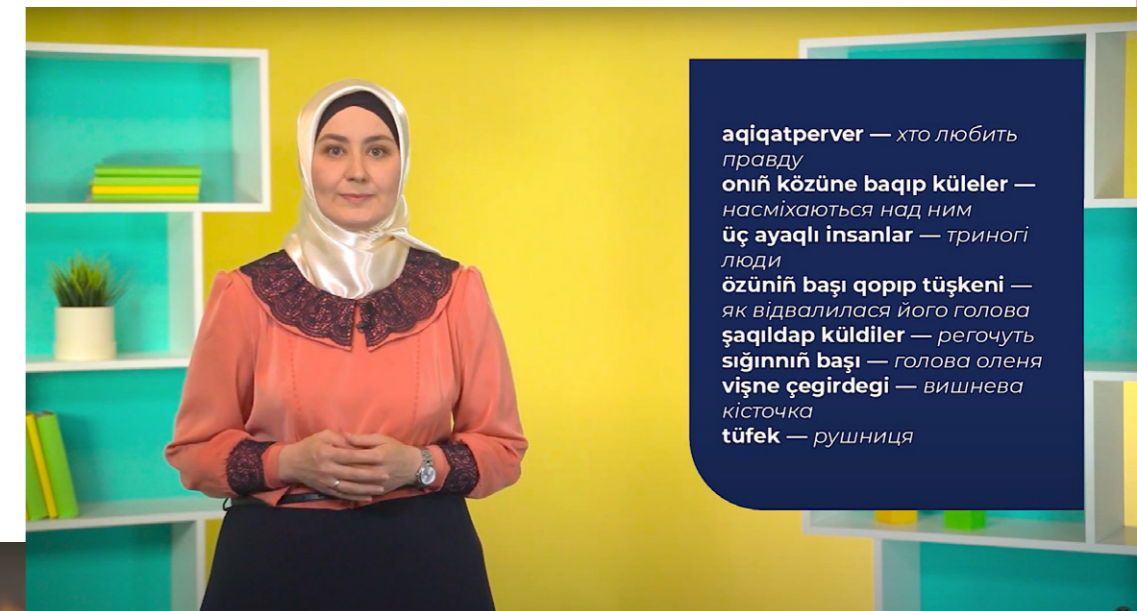 aqiqatperver — хто любить
правду
onıñ közüne baqıp küleler —
насміхаються над ним
üç ayaqlı insanlar — триногі
люди
özüniñ başı qopıp tüşkeni —
як відвалилася його голова
şaqıldap küldiler — регочуть
sığınnıñ başı — голова оленя
vişne çegirdegi — вишнева
кісточка
tüfek — рушниця